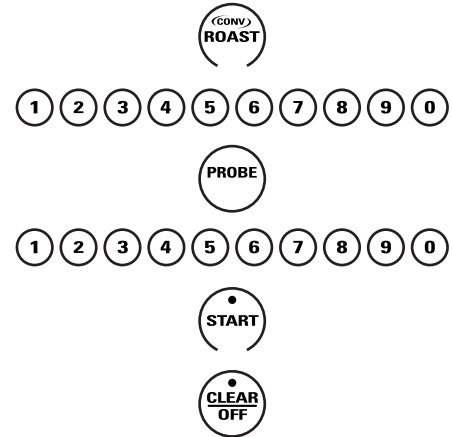 CONV
ROAST
1 2 3 4 5 6 7 8 9 0
PROBE
1 2 3 4 5 6 7 8 9 0
START
CLEAR
OFF